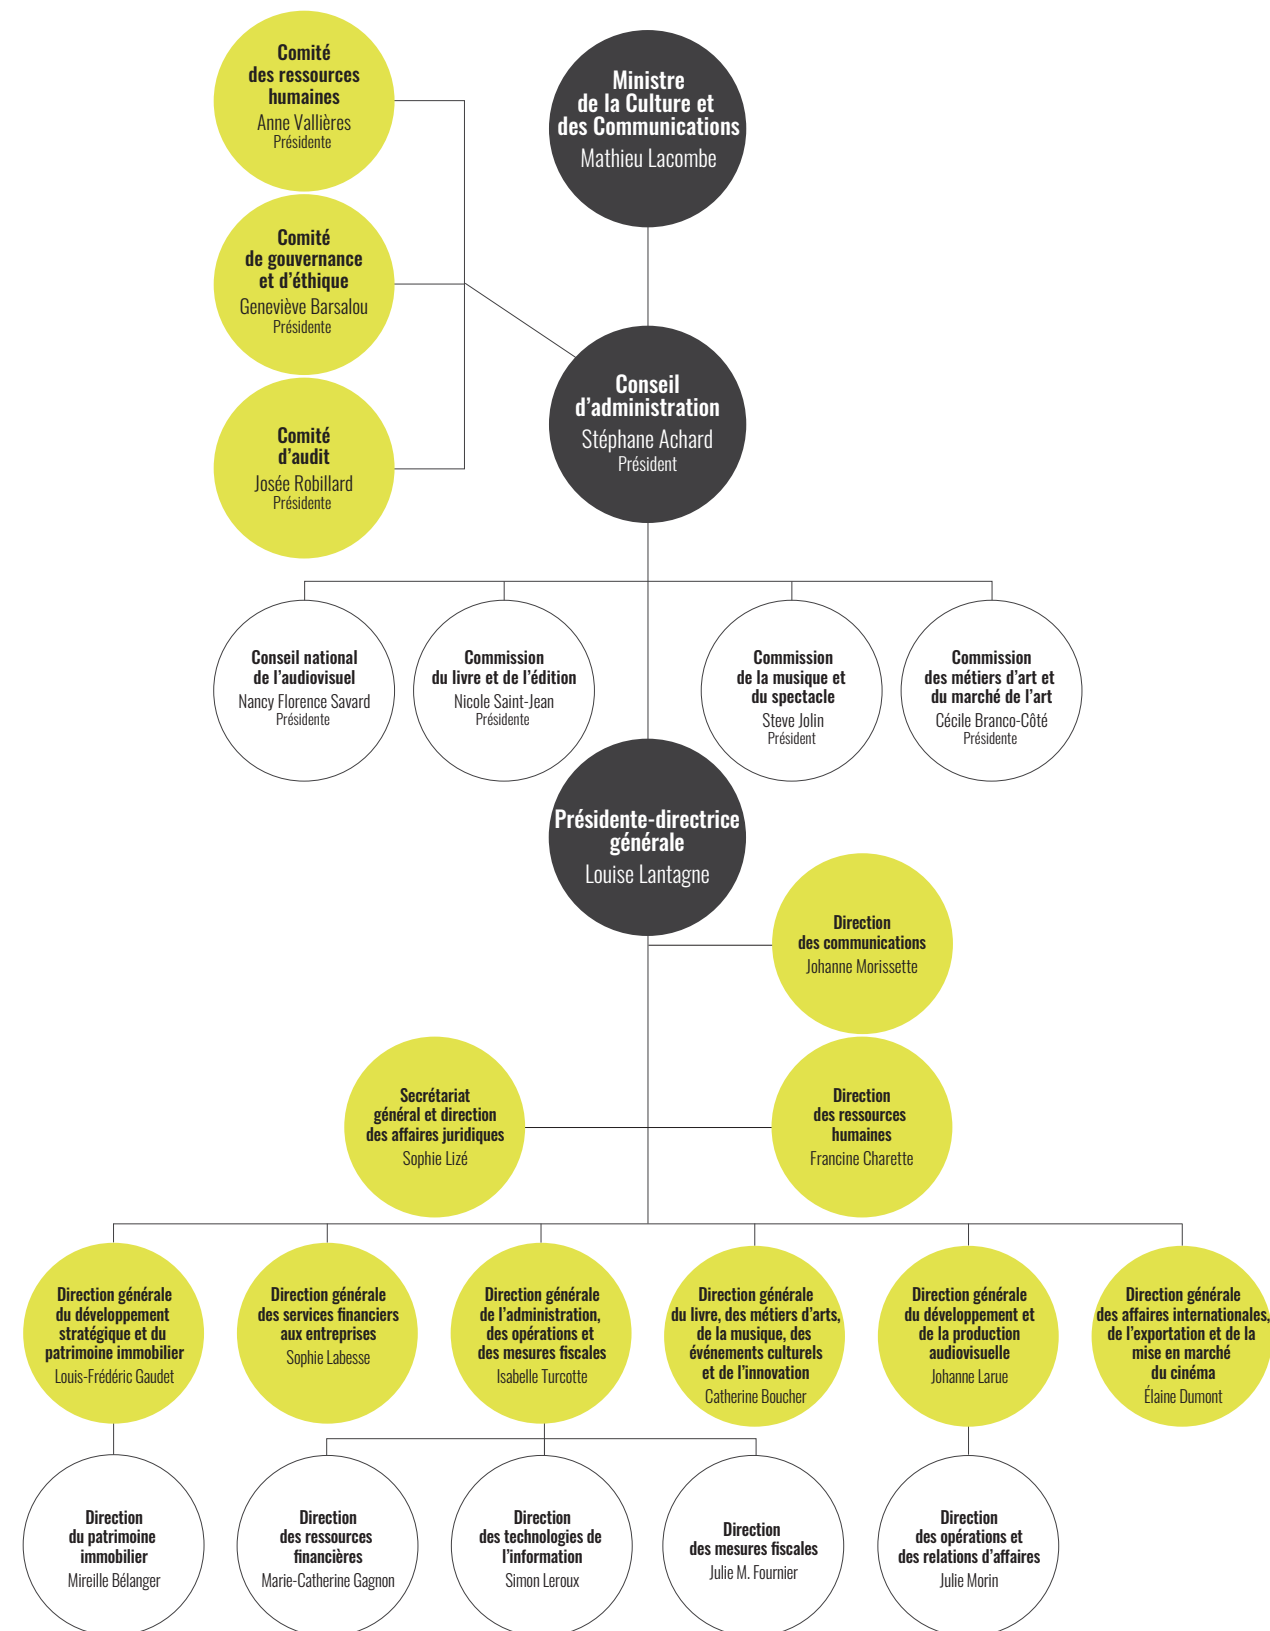 Comité
des ressources
humaines
Anne Vallières
Présidente
Ministre
de la Culture et
des Communications
Mathieu Lacombe
Comité
de gouvernance
et d'éthique
Geneviève Barsalou
Présidente
Conseil
d'administration
Stéphane Achard
Président
Comité
d'audit
Josée Robillard
Présidente
Conseil national
de l'audiovisuel
Nancy Florence Savard
Présidente
Commission
du livre et de l'édition
Nicole Saint-Jean
Présidente
Commission
de la musique et
du spectacle
Steve Jolin
Président
Commission
des métiers d'art et
du marché de l'art
Cécile Branco-Côté
Présidente
Présidente-directrice
générale
Louise Lantagne
Direction
des communications
Johanne Morissette
Secrétariat
général et direction
des affaires juridiques
Sophie Lizé
Direction
des ressources
humaines
Francine Charette
Direction générale
du développement
stratégique et du
patrimoine immobilier
Louis-Frédéric Gaudet
Direction générale
des services financiers
aux entreprises
Sophie Labesse
Direction générale
de l'administration,
des opérations et
des mesures fiscales
Isabelle Turcotte
Direction générale
du livre, des métiers d'arts,
de la musique, des
événements culturels
et de l'innovation
Catherine Boucher
Direction générale
du développement et
de la production
audiovisuelle
Johanne Larue
Direction générale
des affaires internationales,
de l'exportation et de la
mise en marché
du cinéma
Élaine Dumont
Direction
du patrimoine
immobilier
Mireille Bélanger
Direction
des ressources
financières
Marie-Catherine Gagnon
Direction
des technologies de
l'information
Simon Leroux
Direction
des mesures fiscales
Julie M. Fournier
Direction
des opérations et
des relations d'affaires
Julie Morin